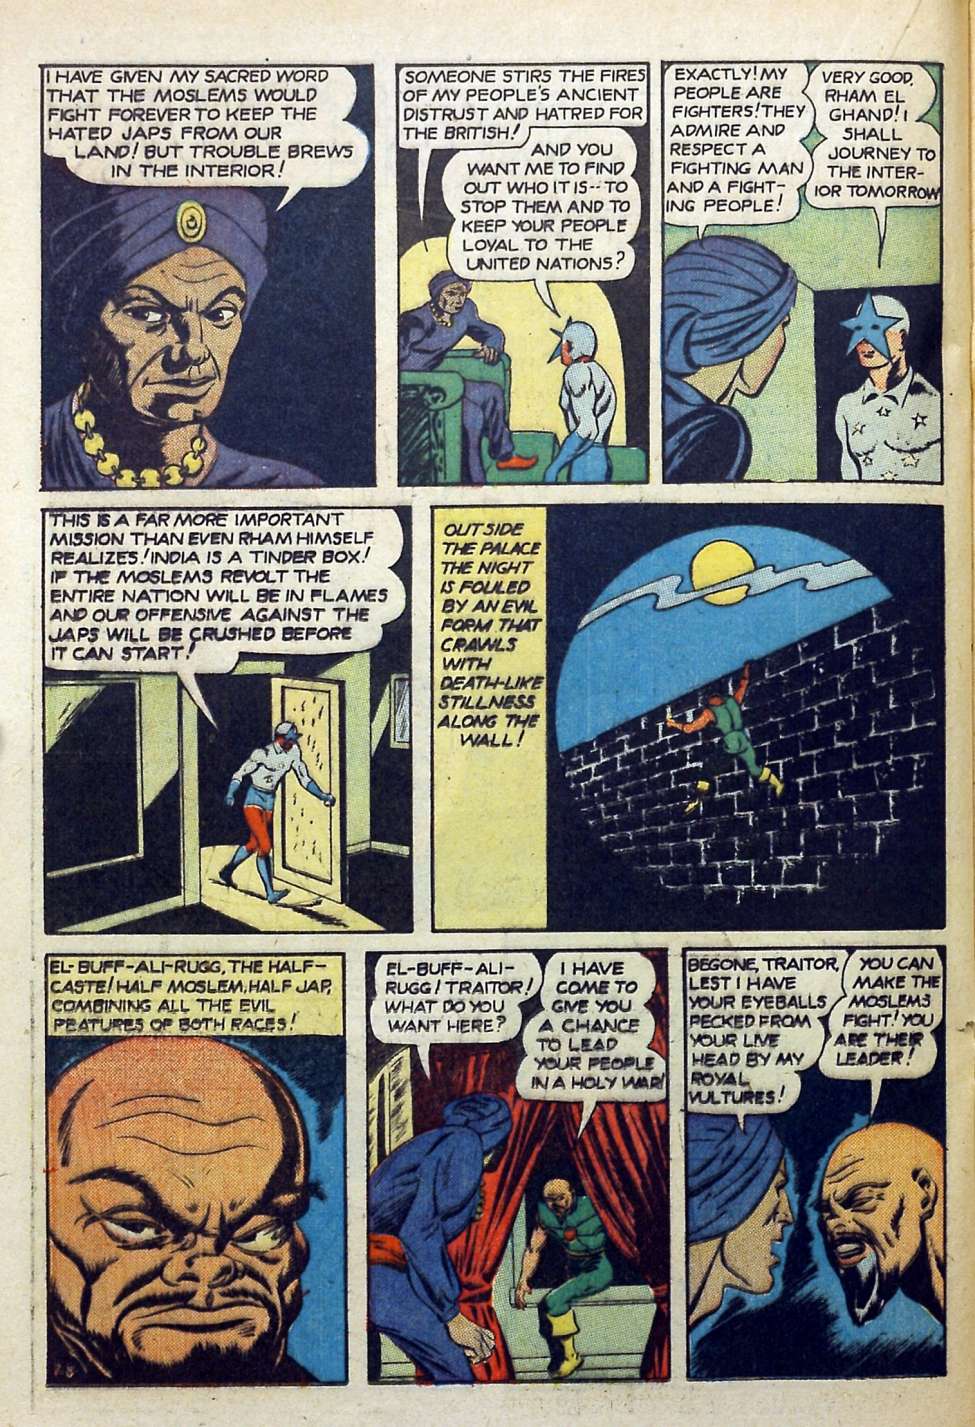 I HAVE GIVEN MY SACRED WORD
THAT THE MOSLEMS WOULD
FIGHT FOREVER TO KEEP THE
HATED JAPS FROM OUR
LAND! BUT TROUBLE BREWS
IN THE INTERIOR!
SOMEONE STIRS THE FIRES
OF MY PEOPLE'S ANCIENT
DISTRUST AND HATRED FOR
THE BRITISH!
AND YOU
WANT ME TO FIND
OUT WHO IT IS--TO
STOP THEM AND TO
KEEP YOUR PEOPLE
LOYAL TO THE
UNITED NATIONS?
EXACTLY! MY
PEOPLE ARE
FIGHTERS! THEY
ADMIRE AND
RESPECT A
FIGHTING MAN
AND A FIGHT-
ING PEOPLE!
VERY GOOD,
RHAM EL
GHAND! I
SHALL
JOURNEY TO
THE INTER-
IOR TOMORROW
THIS IS A FAR MORE IMPORTANT
MISSION THAN EVEN RHAM HIMSELF
REALIZES! INDIA IS A TINDER BOX!
IF THE MOSLEMS REVOLT THE
ENTIRE NATION WILL BE IN FLAMES
AND OUR OFFENSIVE AGAINST THE
JAPS WILL BE CRUSHED BEFORE
IT CAN START!
OUTSIDE
THE PALACE
THE NIGHT
IS FOULED
BY AN EVIL
FORM THAT
CRAWLS
WITH
DEATH-LIKE
STILLNESS
ALONG THE
WALL!
EL-BUFF-ALI-RUGG, THE HALF-
CASTE! HALF MOSLEM, HALF JAP,
COMBINING ALL THE EVIL
FEATURES OF BOTH RACES!
EL-BUFF-ALI-
RUGG! TRAITOR!
WHAT DO YOU
WANT HERE?
I HAVE
COME TO
GIVE YOU
A CHANCE
TO LEAD
YOUR PEOPLE
IN A HOLY WAR!
BEGONE, TRAITOR,
LEST I HAVE
YOUR EYEBALLS
PECKED FROM
YOUR LIVE
HEAD BY MY
ROYAL
VULTURES!
YOU CAN
MAKE THE
MOSLEMS
FIGHT! YOU
ARE THEIR
LEADER!